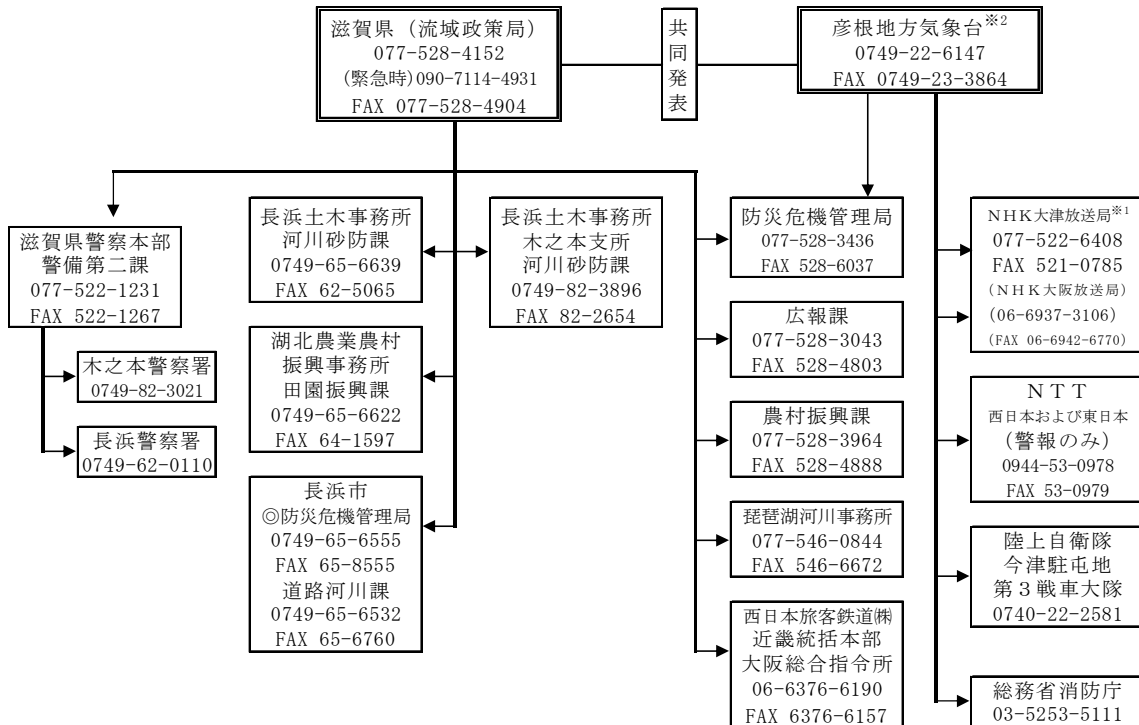 滋賀県（流域政策局）
077-528-4152
(緊急時)090-7114-4931
FAX 077-528-4904
共同発表
彦根地方気象台※2
0749-22-6147
FAX 0749-23-3864
滋賀県警察本部
警備第二課
077-522-1231
FAX 522-1267
木之本警察署
0749-82-3021
長浜警察署
0749-62-0110
長浜土木事務所
河川砂防課
0749-65-6639
FAX 62-5065
湖北農業農村
振興事務所
田園振興課
0749-65-6622
FAX 64-1597
長浜市
◎防災危機管理局
0749-65-6555
FAX 65-8555
道路河川課
0749-65-6532
FAX 65-6760
長浜土木事務所
木之本支所
河川砂防課
0749-82-3896
FAX 82-2654
防災危機管理局
077-528-3436
FAX 528-6037
広報課
077-528-3043
FAX 528-4803
農村振興課
077-528-3964
FAX 528-4888
琵琶湖河川事務所
077-546-0844
FAX 546-6672
西日本旅客鉄道㈱
近畿統括本部
大阪総合指令所
06-6376-6190
FAX 6376-6157
NHK大津放送局※1
077-522-6408
FAX 521-0785
(NHK大阪放送局)
(06-6937-3106)
(FAX 06-6942-6770)
ＮＴＴ
西日本および東日本
(警報のみ)
0944-53-0978
FAX 53-0979
陸上自衛隊
今津駐屯地
第３戦車大隊
0740-22-2581
総務省消防庁
03-5253-5111